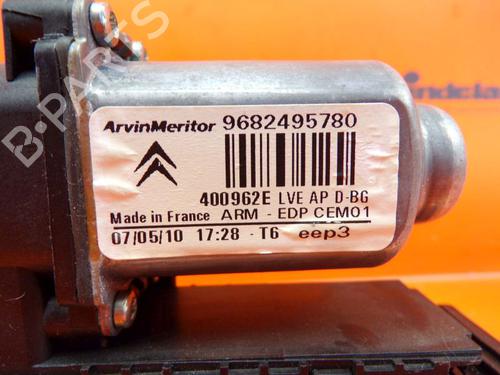 B-PARTS
ArvinMeritor 9682495780
400962E LVE AP D-BG
Made in France ARM - EDP CEM01
07/05/10 17:28 - T6 eep3